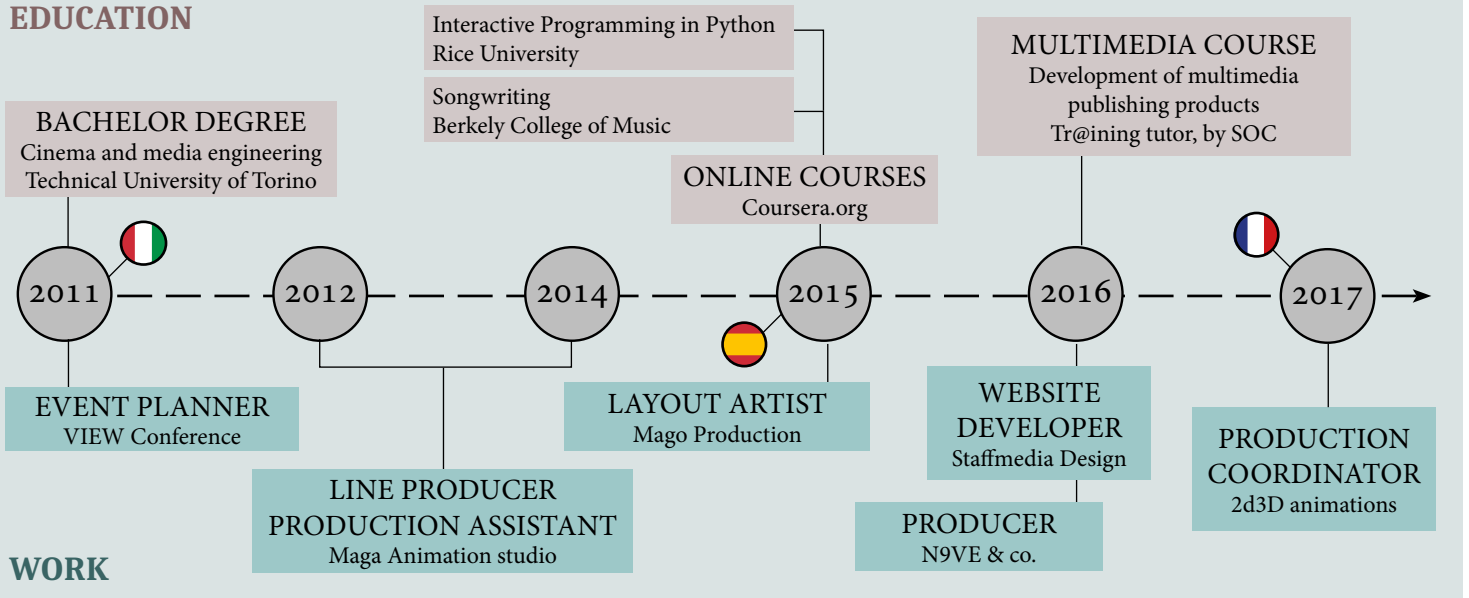 EDUCATION
Interactive Programming in Python
Rice University
Songwriting
Berkely College of Music
MULTIMEDIA COURSE
Development of multimedia
publishing products
Tr@ining tutor, by SOC
BACHELOR DEGREE
Cinema and media engineering
Technical University of Torino
ONLINE COURSES
Coursera.org
2011
2012
2014
2015
2016
2017
EVENT PLANNER
VIEW Conference
LINE PRODUCER
PRODUCTION ASSISTANT
Maga Animation studio
LAYOUT ARTIST
Mago Production
WEBSITE
DEVELOPER
Staffmedia Design
PRODUCER
N9VE & co.
PRODUCTION
COORDINATOR
2d3D animations
WORK